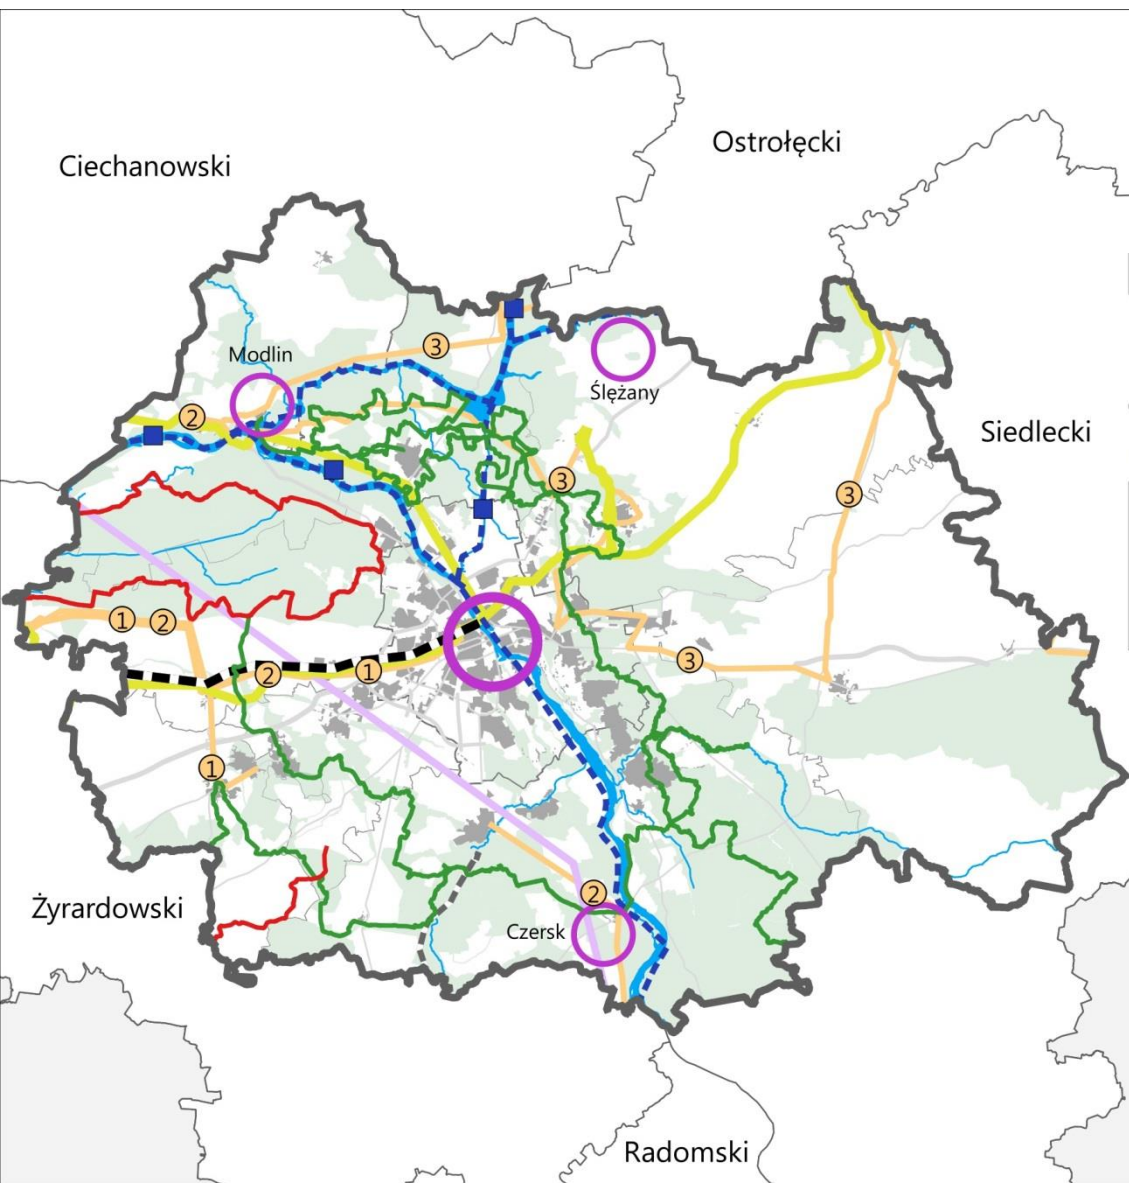 Ostrołęcki
Ciechanowski
3
Modlin
Ślężany
2
Siedlecki
3
3
1
2
3
1
2
1
Żyrardowski
2
Czersk
Radomski